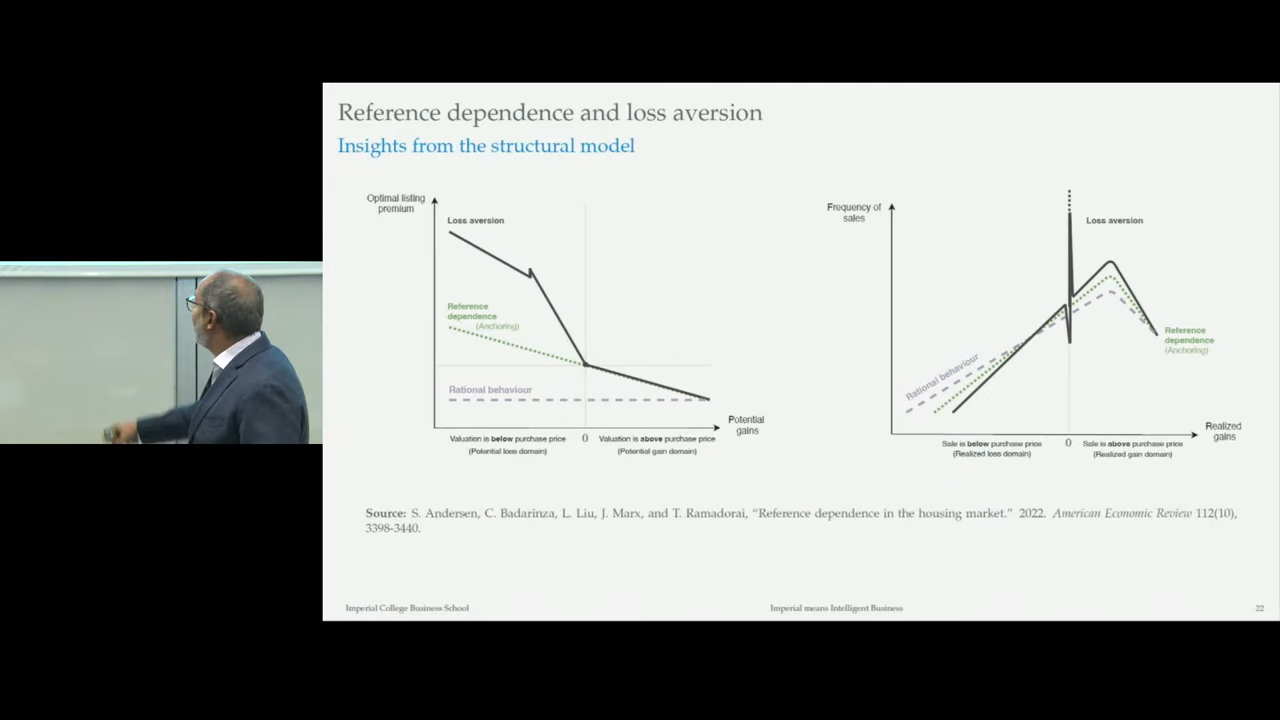 Reference dependence and loss aversion
Insights from the structural model
Optimal listing
premium
Loss aversion
Reference
dependence
(Anchoring)
Rational behaviour
Potential
gains
Valuation is below purchase price
(Potential loss domain)
0
Valuation is above purchase price
(Potential gain domain)
Frequency of
sales
Loss aversion
Rational behaviour
Reference
dependence
(Anchoring)
Realized
gains
Sale is below purchase price
(Realized loss domain)
0
Sale is above purchase price
(Realized gain domain)
Source: S. Andersen, C. Badarinza, L. Liu, J. Marx, and T. Ramadorai, “Reference dependence in the housing market.” 2022. American Economic Review 112(10),
3398-3440.
Imperial College Business School
Imperial means Intelligent Business
22